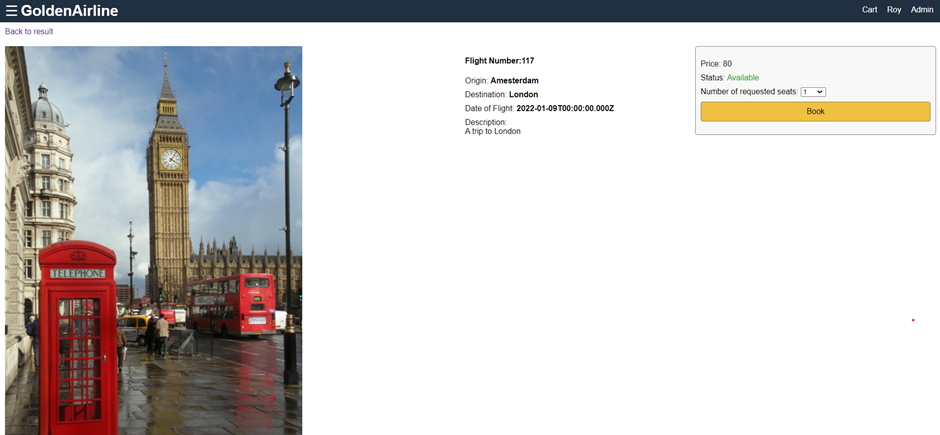 ☰ GoldenAirline
Cart Roy Admin
Back to result
TELEPHONE
Flight Number:117
Origin: Amesterdam
Destination: London
Date of Flight: 2022-01-09T00:00:00.000Z
Description:
A trip to London
Price: 80
Status: Available
Number of requested seats: 1
Book